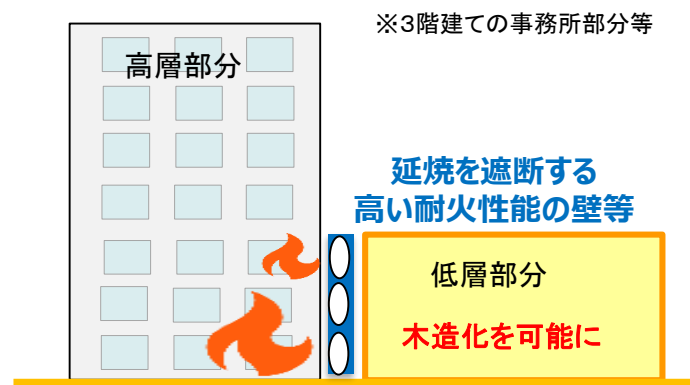 ※3階建ての事務所部分等
高層部分
延焼を遮断する
高い耐火性能の壁等
低層部分
木造化を可能に